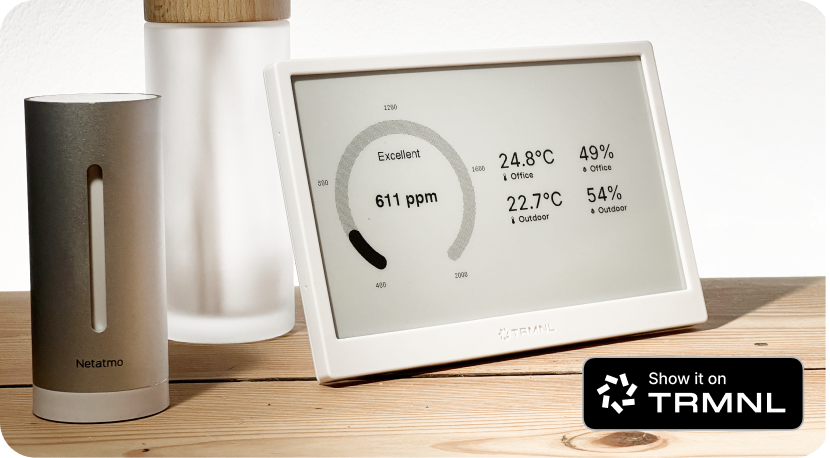 Netatmo
1200
Excellent
800
1600
611 ppm
400
2000
24.8°C
Office
49%
Office
22.7°C
Outdoor
54%
Outdoor
TRMNL
Show it on
TRMNL